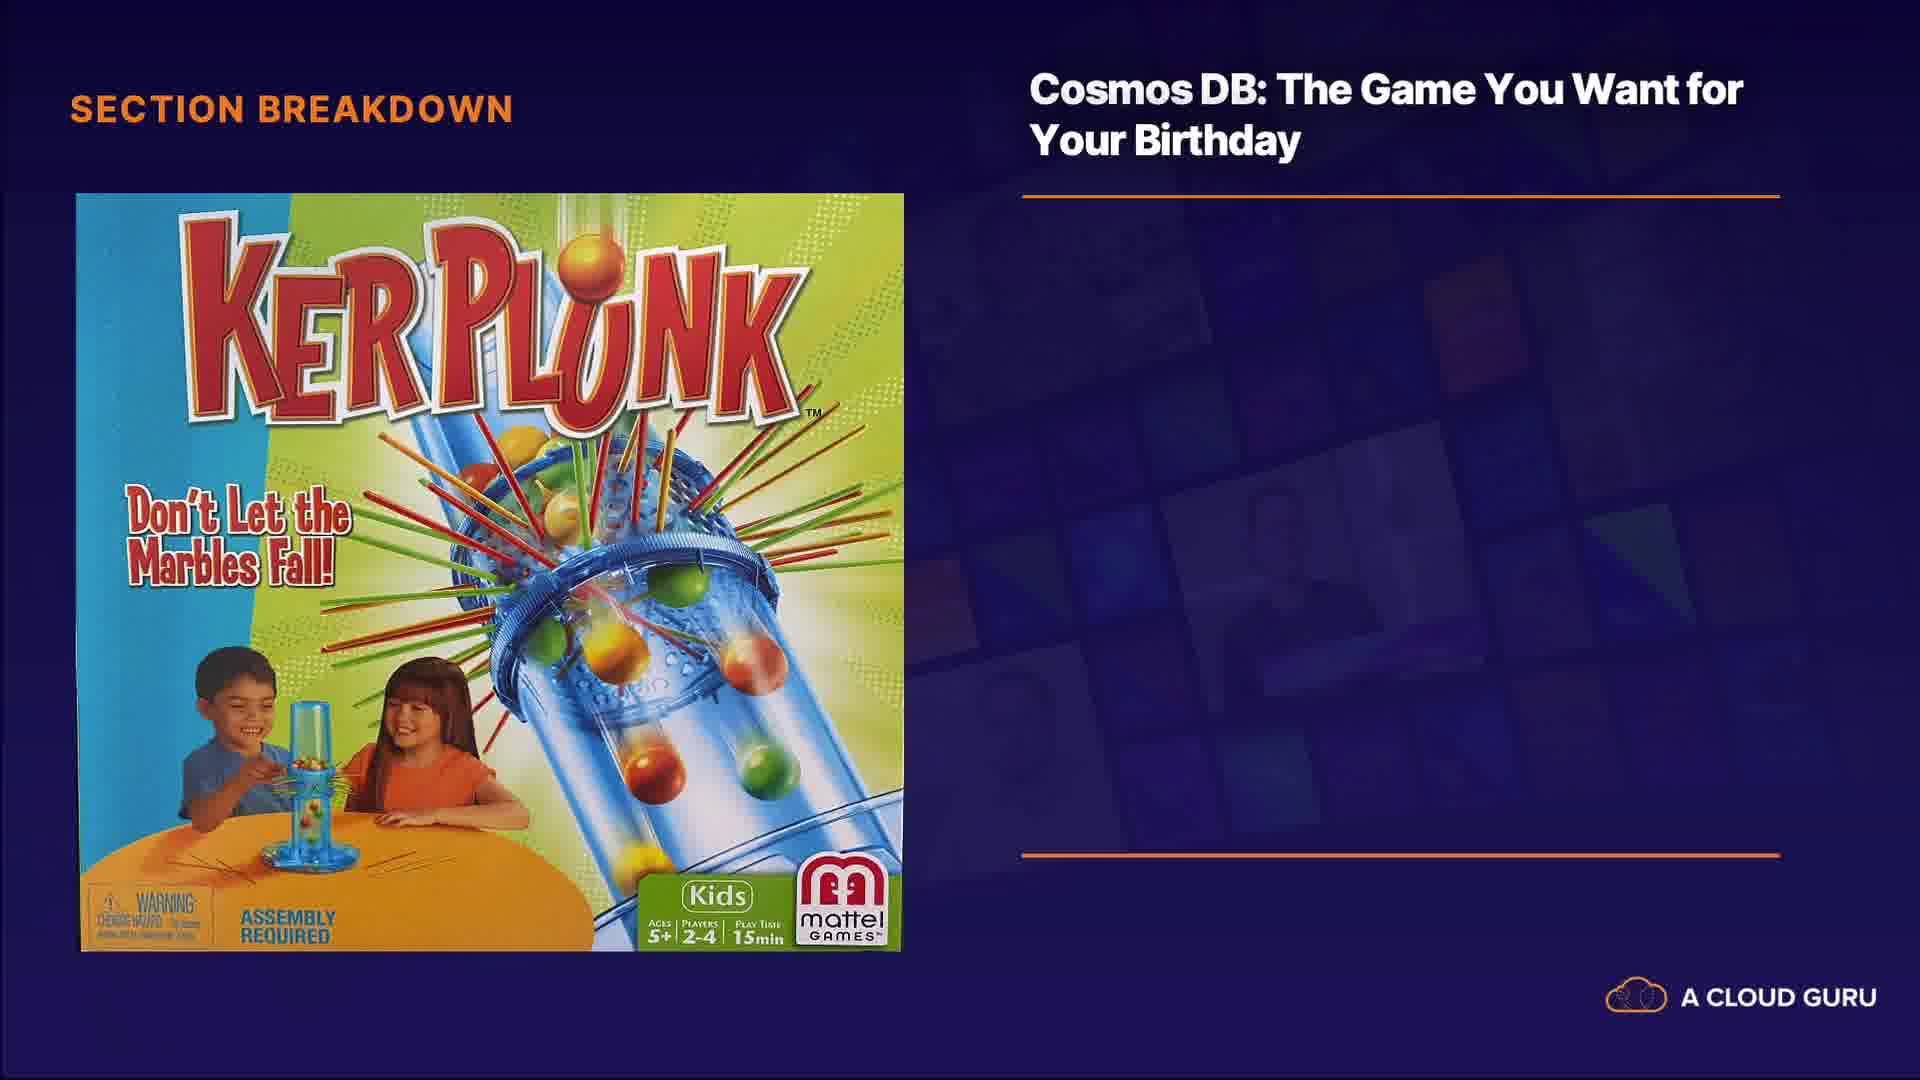 SECTION BREAKDOWN
Cosmos DB: The Game You Want for
Your Birthday
KERPLUNK
TM
Don't Let the
Marbles Fall!
WARNING:
ASSEMBLY
REQUIRED
Kids
AGES PLAYERS PLAY TIME
5+ 2-4 15min
mattel
GAMES
A CLOUD GURU